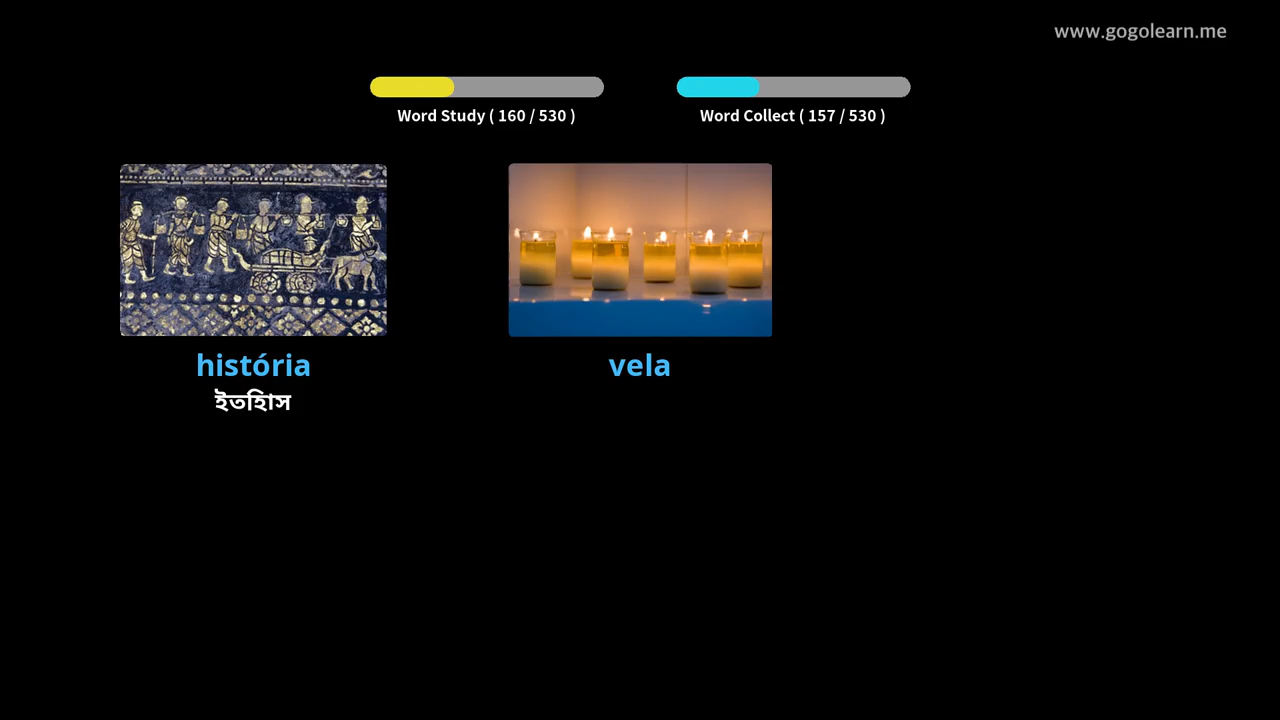 www.gogolearn.me
Word Study ( 160 / 530 )
Word Collect ( 157 / 530 )
história
vela
ইতিহাস